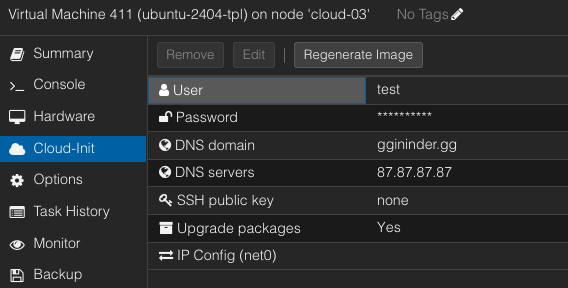 Virtual Machine 411 (ubuntu-2404-tpl) on node 'cloud-03' No Tags
Summary
Console
Hardware
Cloud-Init
Options
Task History
Monitor
Backup
Remove Edit Regenerate Image
User test
Password **********
DNS domain ggininder.gg
DNS servers 87.87.87.87
SSH public key none
Upgrade packages Yes
IP Config (net0)